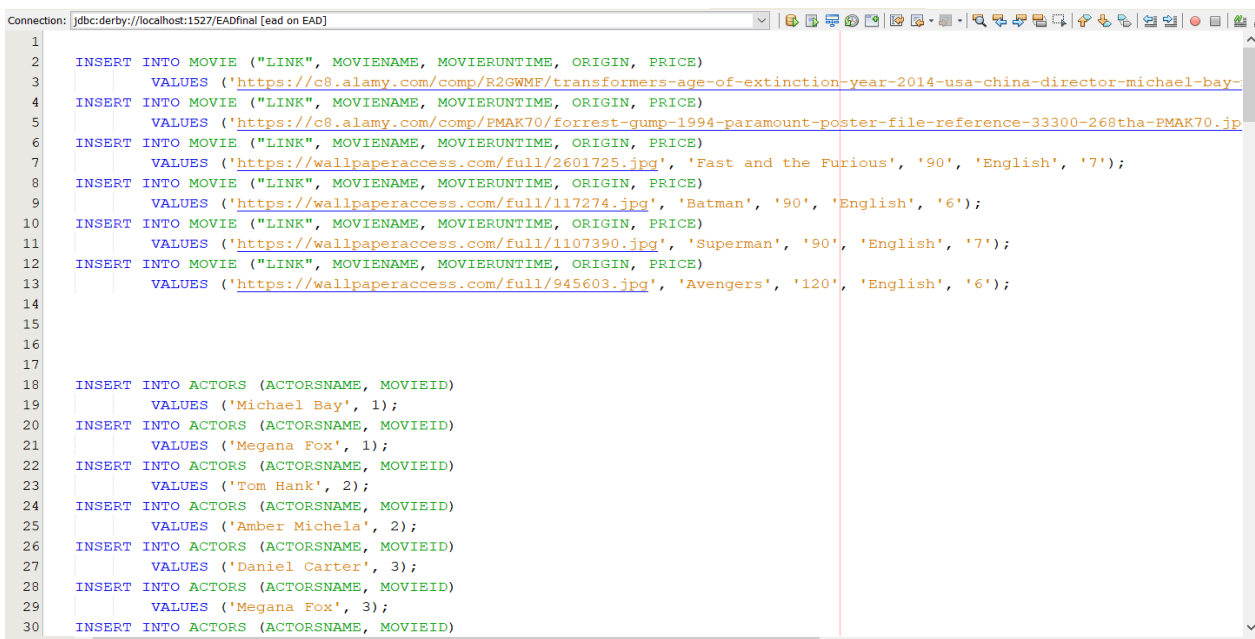 Connection: jdbc:derby://localhost:1527/EADfinal [ead on EAD]
1
2 INSERT INTO MOVIE ("LINK", MOVIENAME, MOVIERUNTIME, ORIGIN, PRICE)
3 VALUES ('https://c8.alamy.com/comp/R2GWMF/transformers-age-of-extinction-year-2014-usa-china-director-michael-bay-
4 INSERT INTO MOVIE ("LINK", MOVIENAME, MOVIERUNTIME, ORIGIN, PRICE)
5 VALUES ('https://c8.alamy.com/comp/PMAK70/forrest-gump-1994-paramount-poster-file-reference-33300-268tha-PMAK70.jp
6 INSERT INTO MOVIE ("LINK", MOVIENAME, MOVIERUNTIME, ORIGIN, PRICE)
7 VALUES ('https://wallpaperaccess.com/full/2601725.jpg', 'Fast and the Furious', '90', 'English', '7');
8 INSERT INTO MOVIE ("LINK", MOVIENAME, MOVIERUNTIME, ORIGIN, PRICE)
9 VALUES ('https://wallpaperaccess.com/full/117274.jpg', 'Batman', '90', 'English', '6');
10 INSERT INTO MOVIE ("LINK", MOVIENAME, MOVIERUNTIME, ORIGIN, PRICE)
11 VALUES ('https://wallpaperaccess.com/full/1107390.jpg', 'Superman', '90', 'English', '7');
12 INSERT INTO MOVIE ("LINK", MOVIENAME, MOVIERUNTIME, ORIGIN, PRICE)
13 VALUES ('https://wallpaperaccess.com/full/945603.jpg', 'Avengers', '120', 'English', '6');
14
15
16
17
18 INSERT INTO ACTORS (ACTORSNAME, MOVIEID)
19 VALUES ('Michael Bay', 1);
20 INSERT INTO ACTORS (ACTORSNAME, MOVIEID)
21 VALUES ('Megana Fox', 1);
22 INSERT INTO ACTORS (ACTORSNAME, MOVIEID)
23 VALUES ('Tom Hank', 2);
24 INSERT INTO ACTORS (ACTORSNAME, MOVIEID)
25 VALUES ('Amber Michela', 2);
26 INSERT INTO ACTORS (ACTORSNAME, MOVIEID)
27 VALUES ('Daniel Carter', 3);
28 INSERT INTO ACTORS (ACTORSNAME, MOVIEID)
29 VALUES ('Megana Fox', 3);
30 INSERT INTO ACTORS (ACTORSNAME, MOVIEID)